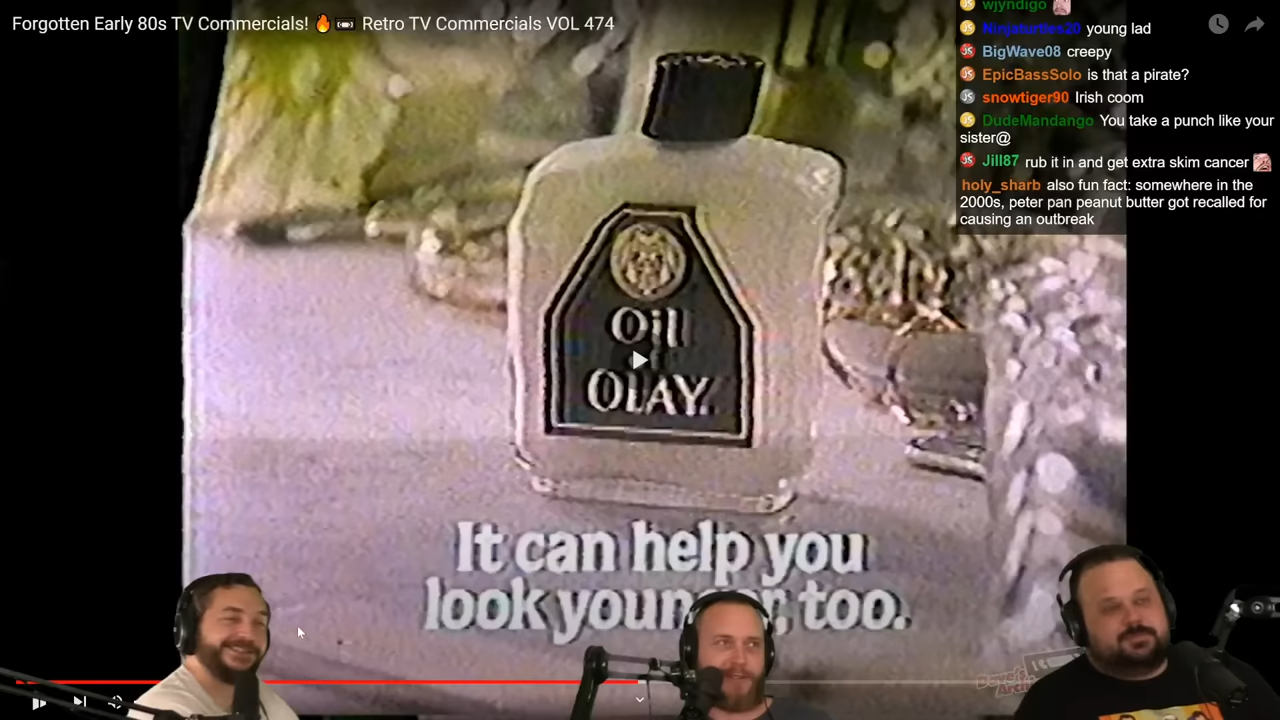 Forgotten Early 80s TV Commercials! 🔥📼 Retro TV Commercials VOL 474
wjyndigo
Ninjaturtles20 young lad
BigWave08 creepy
EpicBassSolo is that a pirate?
snowtiger90 Irish coom
DudeMandango You take a punch like your
sister@
Jill87 rub it in and get extra skim cancer
holy_sharb also fun fact: somewhere in the
2000s, peter pan peanut butter got recalled for
causing an outbreak
Oil
of
OLAY.
It can help you
look younger, too.